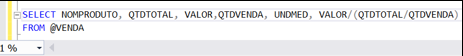 SELECT NOMPRODUTO, QTDTOTAL, VALOR,QTDVENDA, UNDMED, VALOR/(QTDTOTAL/QTDVENDA)
FROM @VENDA
1 %